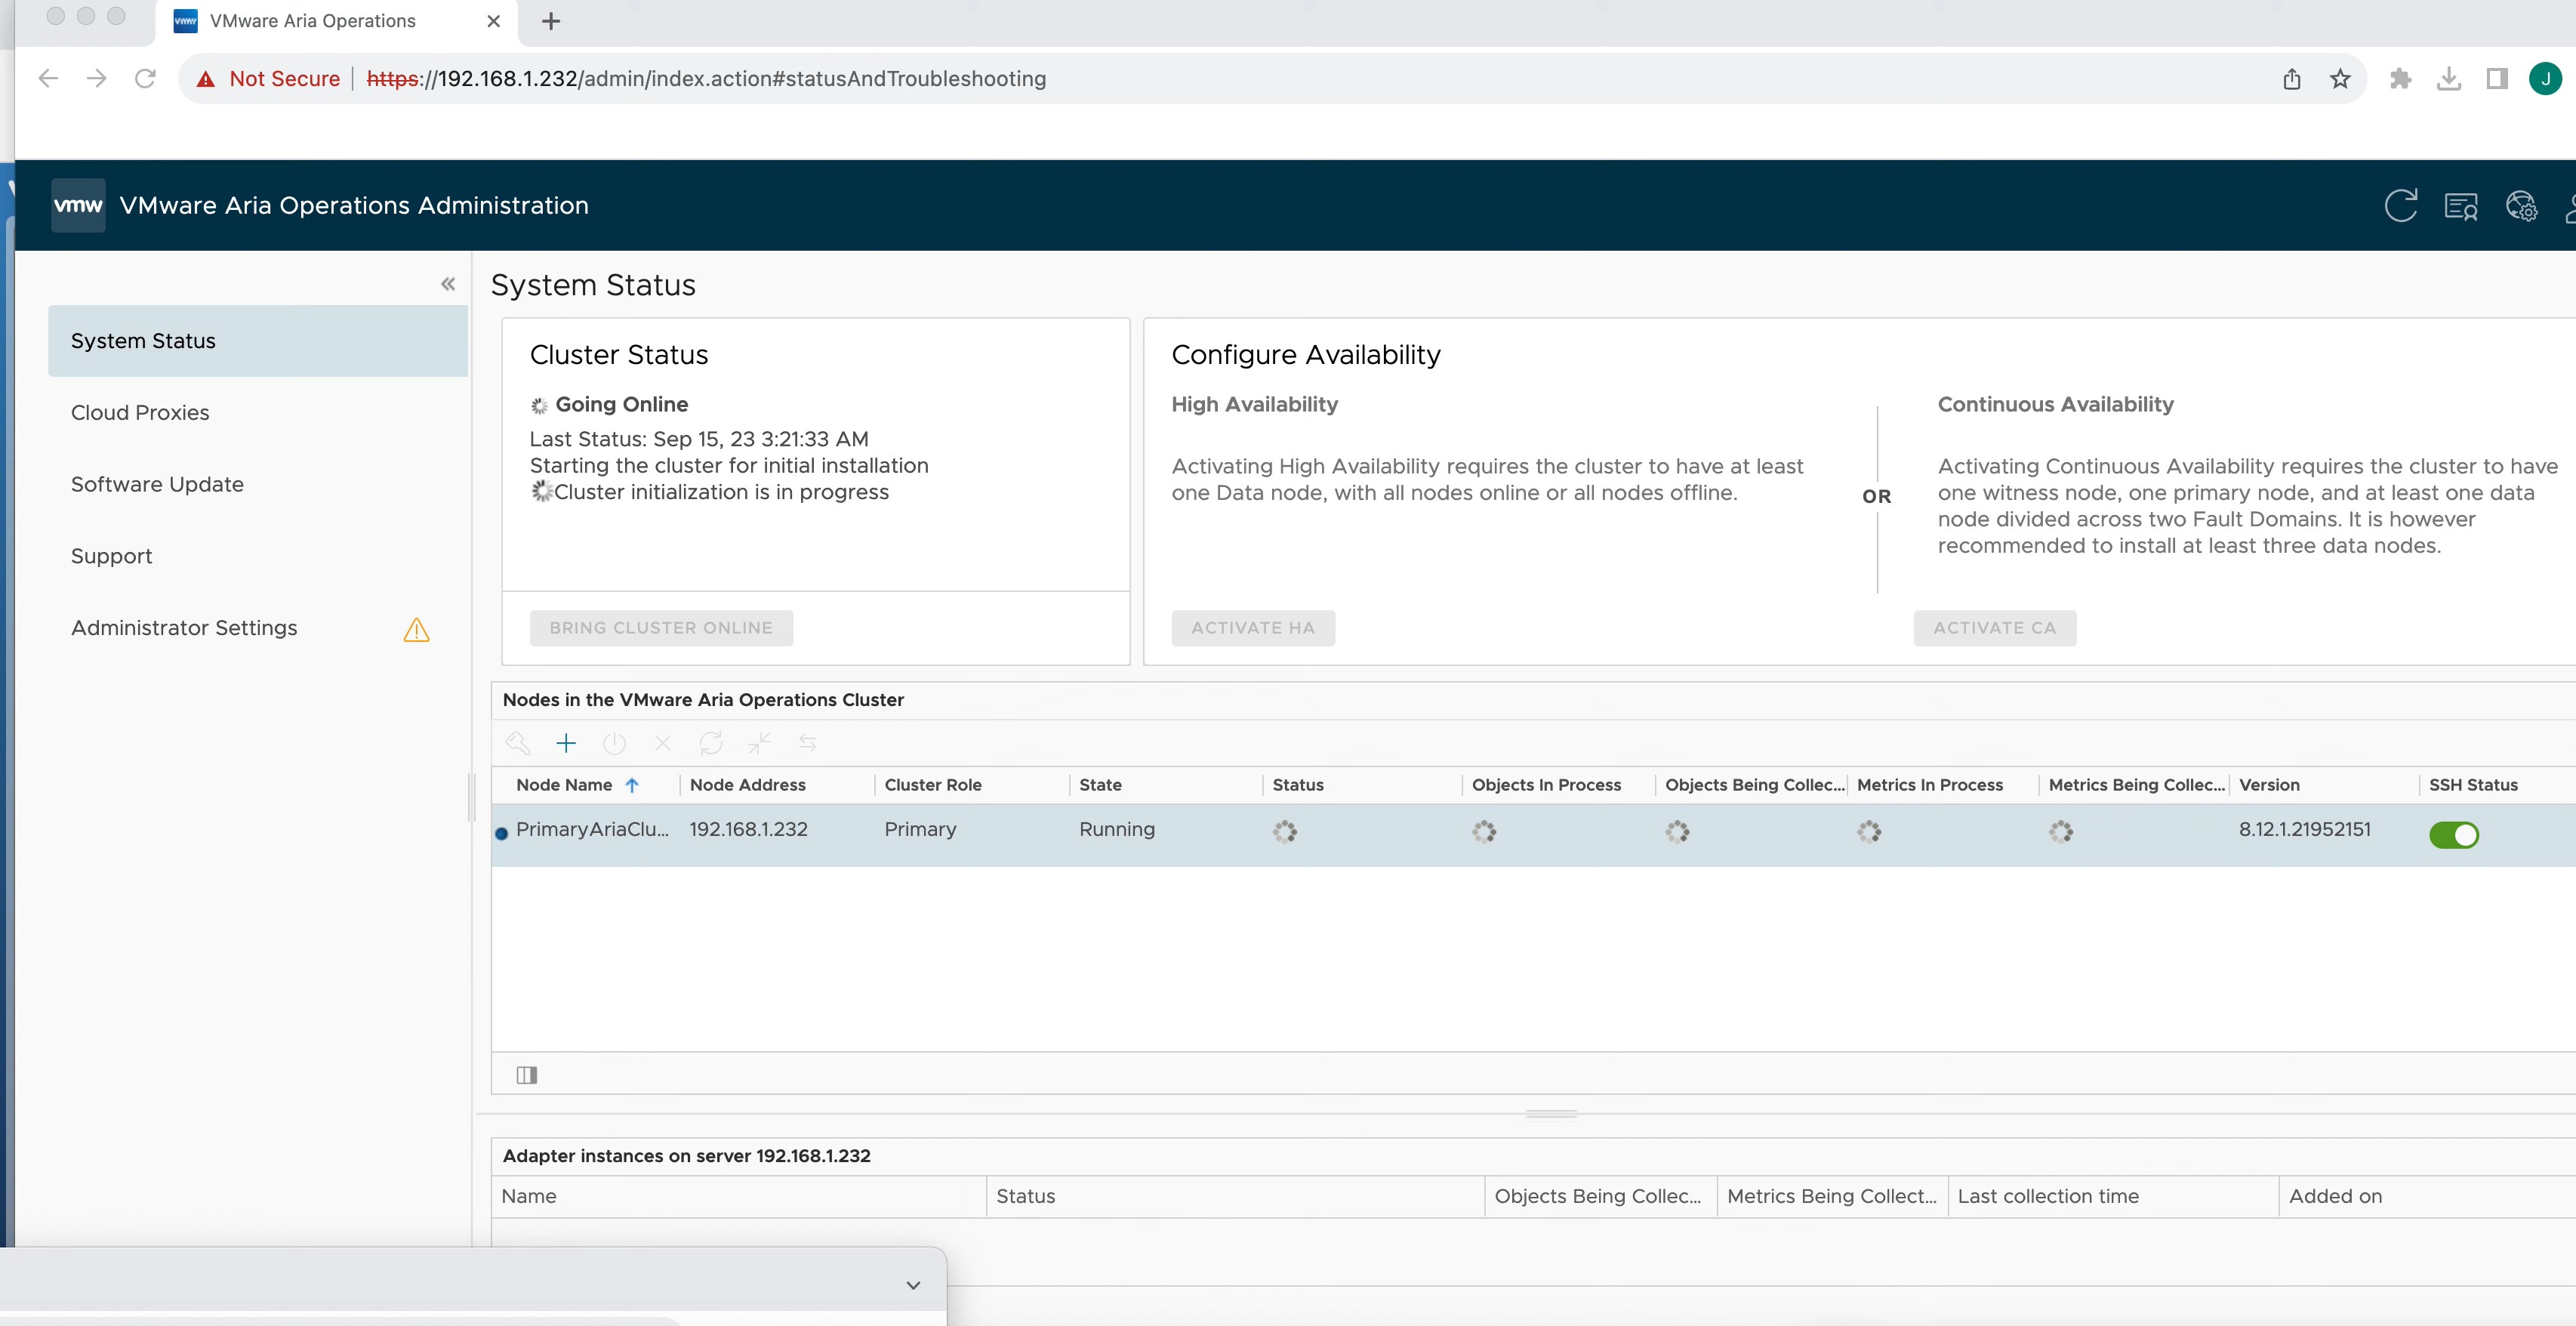 vmw VMware Aria Operations
Not Secure https://192.168.1.232/admin/index.action#statusAndTroubleshooting
J
vmw VMware Aria Operations Administration
System Status
Cloud Proxies
Software Update
Support
Administrator Settings
System Status
Cluster Status
Going Online
Last Status: Sep 15, 23 3:21:33 AM
Starting the cluster for initial installation
Cluster initialization is in progress
BRING CLUSTER ONLINE
Configure Availability
High Availability
Activating High Availability requires the cluster to have at least
one Data node, with all nodes online or all nodes offline.
ACTIVATE HA
OR
Continuous Availability
Activating Continuous Availability requires the cluster to have
one witness node, one primary node, and at least one data
node divided across two Fault Domains. It is however
recommended to install at least three data nodes.
ACTIVATE CA
Nodes in the VMware Aria Operations Cluster
Node Name Node Address Cluster Role State Status Objects In Process Objects Being Collec... Metrics In Process Metrics Being Collec... Version SSH Status
PrimaryAriaClu... 192.168.1.232 Primary Running 8.12.1.21952151
Adapter instances on server 192.168.1.232
Name Status Objects Being Collec... Metrics Being Collect... Last collection time Added on